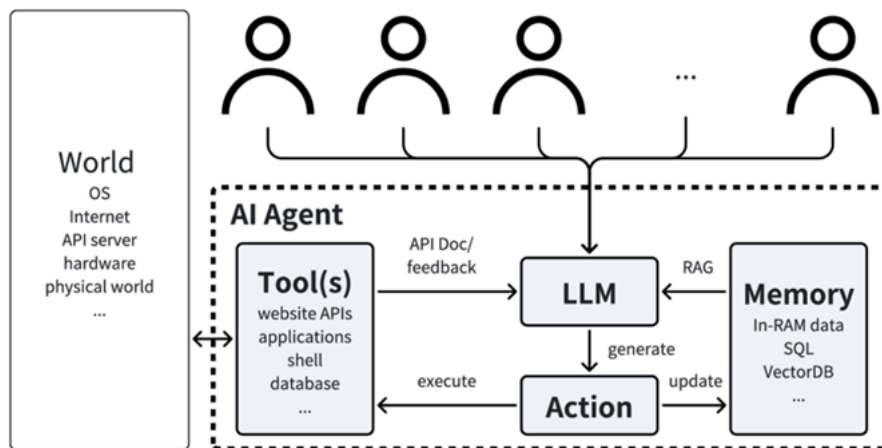 ...
World
OS
Internet
API server
hardware
physical world
...
AI Agent
Tool(s)
website APIs
applications
shell
database
...
API Doc/
feedback
LLM
RAG
Memory
In-RAM data
SQL
VectorDB
...
generate
execute
Action
update